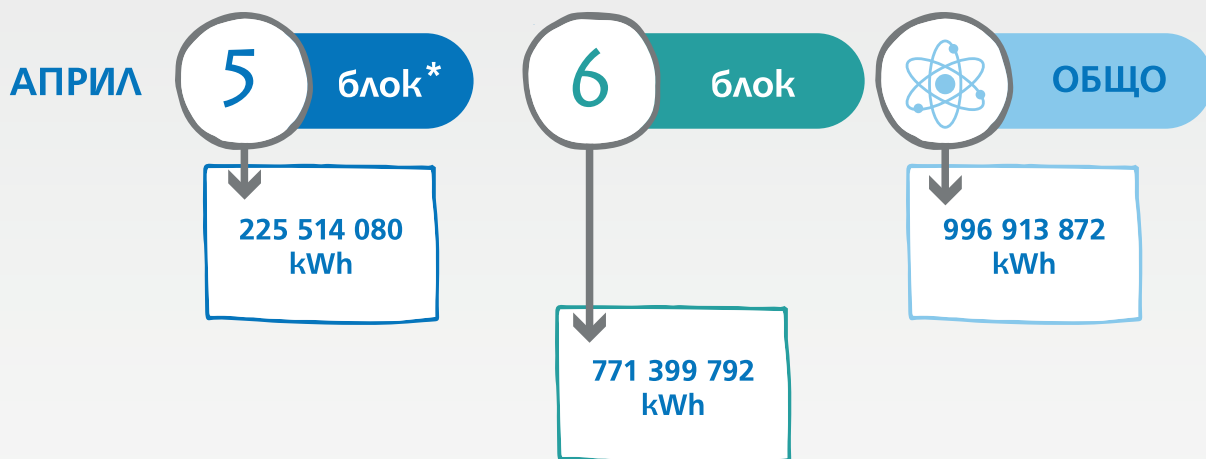 АПРИЛ
5 блок*
6 блок
ОБЩО
225 514 080
kWh
771 399 792
kWh
996 913 872
kWh